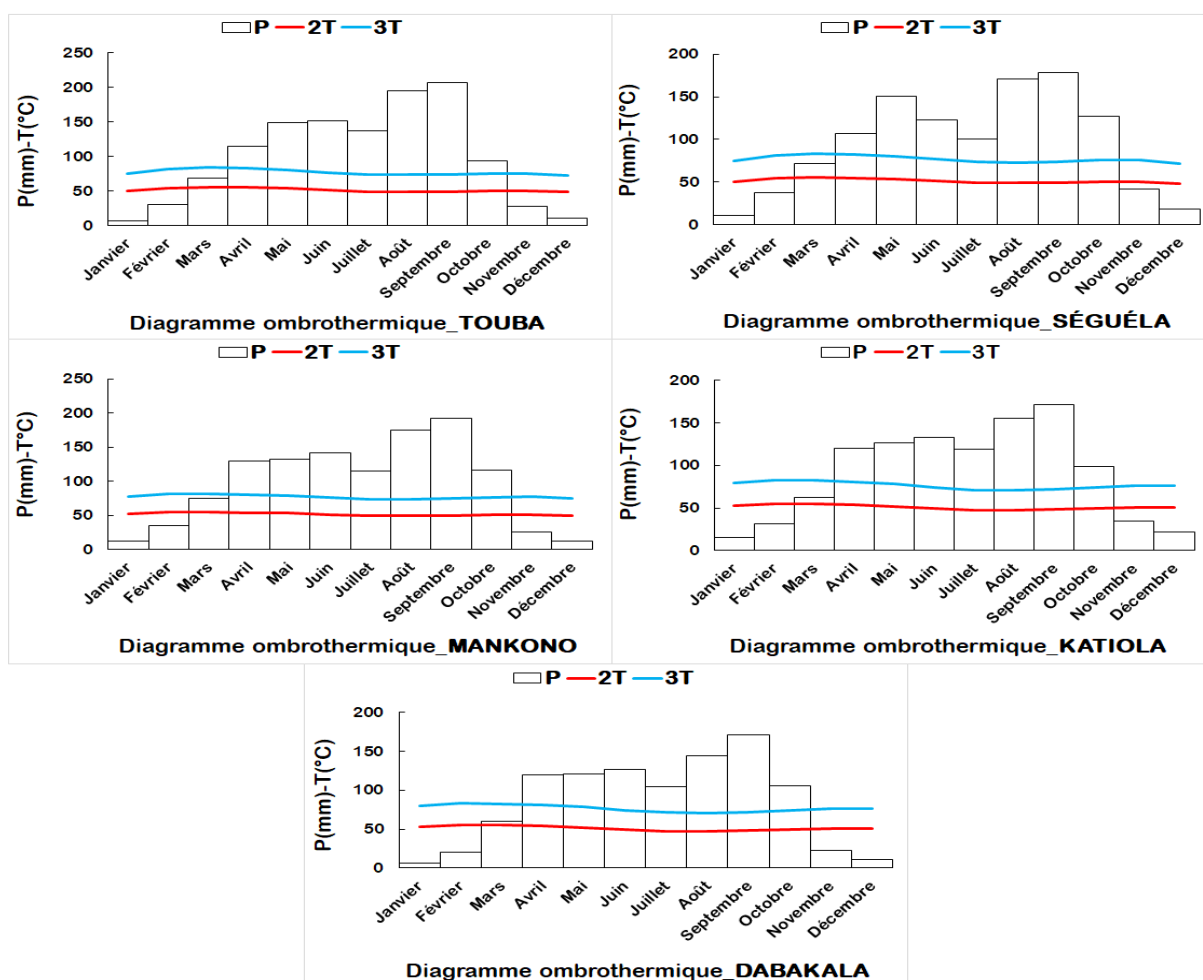 P 2T 3T
P(mm)-T(°C)
250
200
150
100
50
0
Janvier Février Mars Avril Mai Juin Juillet Août Septembre Octobre Novembre Décembre
Diagramme ombrothermique_TOUBA
P 2T 3T
P(mm)-T(°C)
200
150
100
50
0
Janvier Février Mars Avril Mai Juin Juillet Août Septembre Octobre Novembre Décembre
Diagramme ombrothermique_SÉGUÉLA
P 2T 3T
P(mm)-T°C)
250
200
150
100
50
0
Janvier Février Mars Avril Mai Juin Juillet Août Septembre Octobre Novembre Décembre
Diagramme ombrothermique_MANKONO
P 2T 3T
P(mm)-T(°C)
200
150
100
50
0
Janvier Février Mars Avril Mai Juin Juillet Août Septembre Octobre Novembre Décembre
Diagramme ombrothermique_KATIOLA
P 2T 3T
P(mm)-T(°C)
200
150
100
50
0
Janvier Février Mars Avril Mai Juin Juillet Août Septembre Octobre Novembre Décembre
Diagramme ombrothermique_DABAKALA